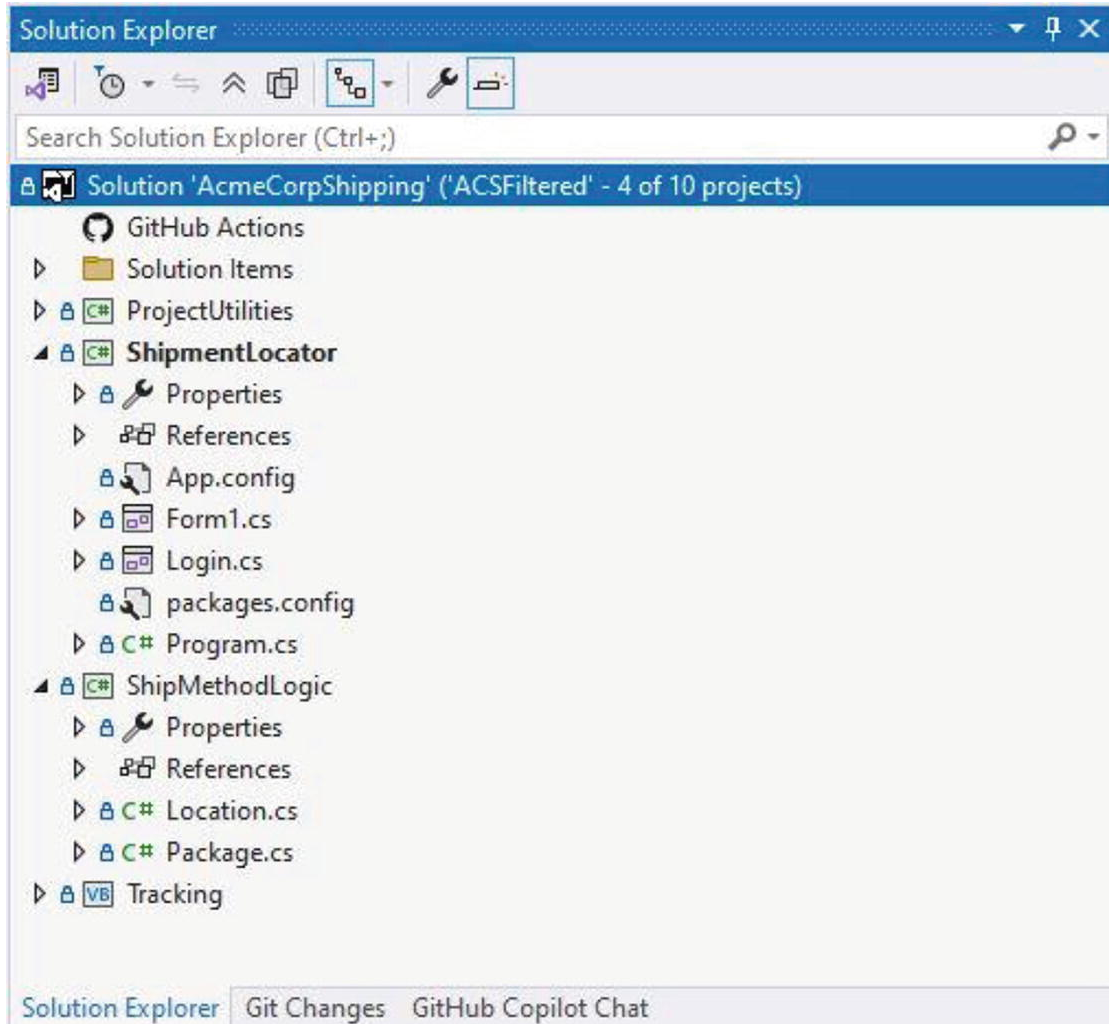 Solution Explorer
Search Solution Explorer (Ctrl+;)
Solution 'AcmeCorpShipping' ('ACSFiltered' - 4 of 10 projects)
GitHub Actions
Solution Items
C# ProjectUtilities
C# ShipmentLocator
Properties
References
App.config
Form1.cs
Login.cs
packages.config
C# Program.cs
C# ShipMethodLogic
Properties
References
C# Location.cs
C# Package.cs
VB Tracking
Solution Explorer Git Changes GitHub Copilot Chat